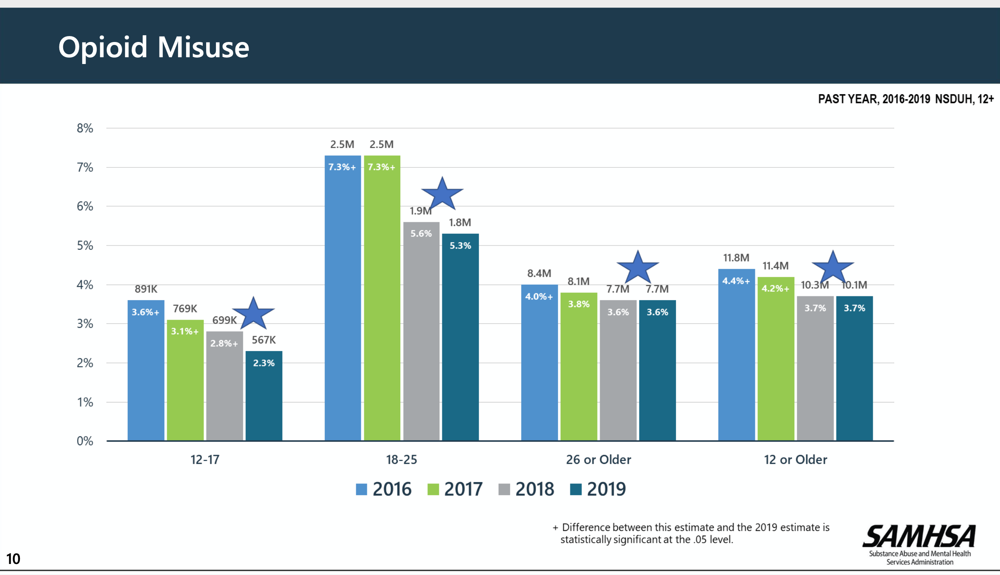 Opioid Misuse
PAST YEAR, 2016-2019 NSDUH, 12+
8%
7%
6%
5%
4%
3%
2%
1%
0%
891K
3.6%+
769K
3.1%+
699K
2.8%+
567K
2.3%
2.5M
7.3%+
2.5M
7.3%+
1.9M
5.6%
1.8M
5.3%
8.4M
4.0%+
8.1M
3.8%
7.7M
3.6%
7.7M
3.6%
11.8M
4.4%+
11.4M
4.2%+
10.3M
3.7%
10.1M
3.7%
12-17
18-25
26 or Older
12 or Older
2016 2017 2018 2019
+ Difference between this estimate and the 2019 estimate is
statistically significant at the .05 level.
SAMHSA
Substance Abuse and Mental Health
Services Administration
10